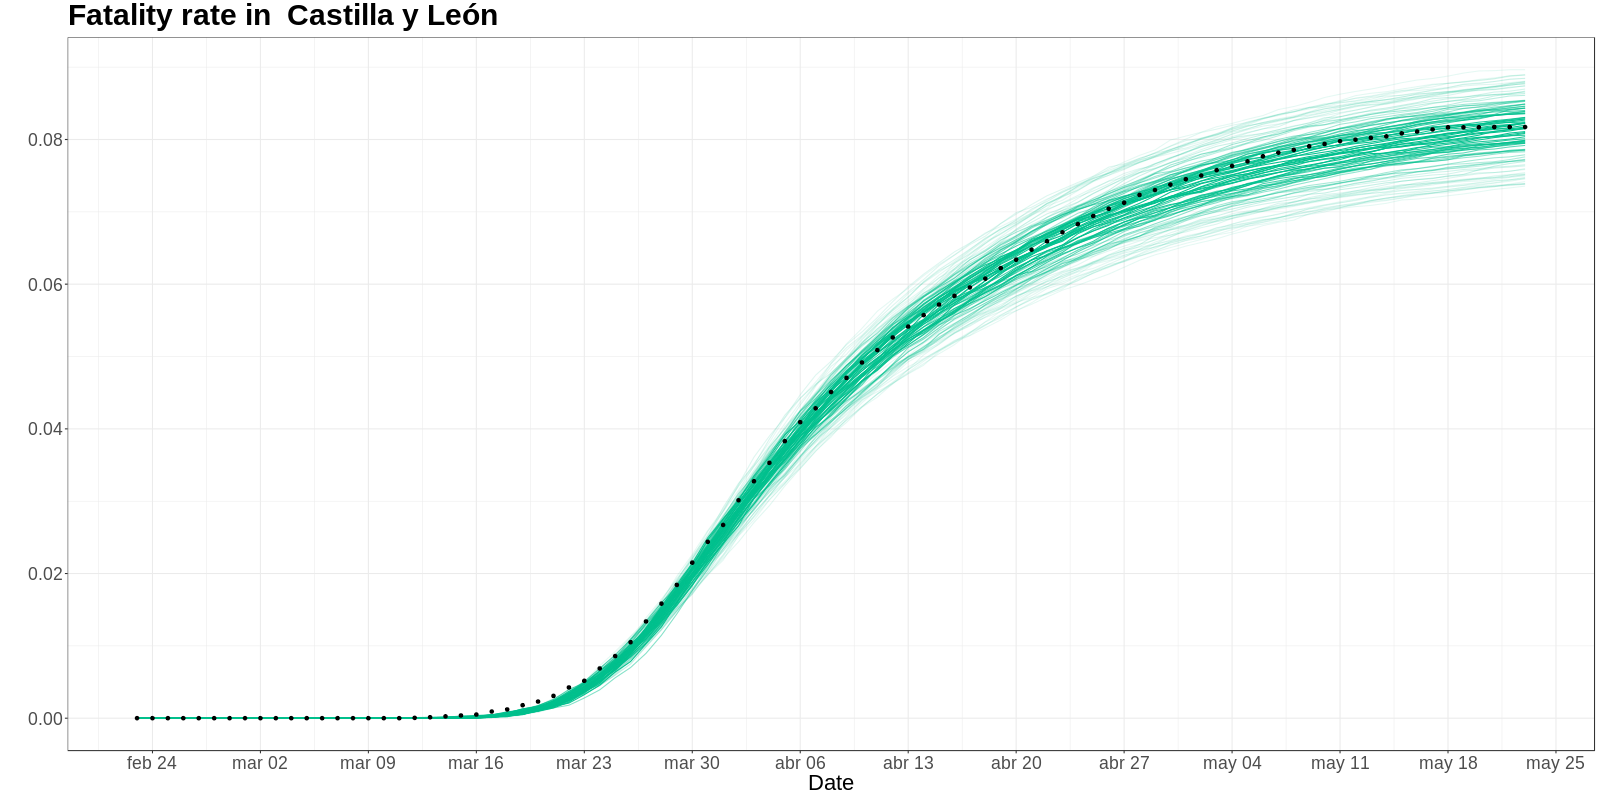 Fatality rate in  Castilla y León
0.08
0.06
0.04
0.02
0.00
feb 24 mar 02 mar 09 mar 16 mar 23 mar 30 abr 06 abr 13 abr 20 abr 27 may 04 may 11 may 18 may 25
Date